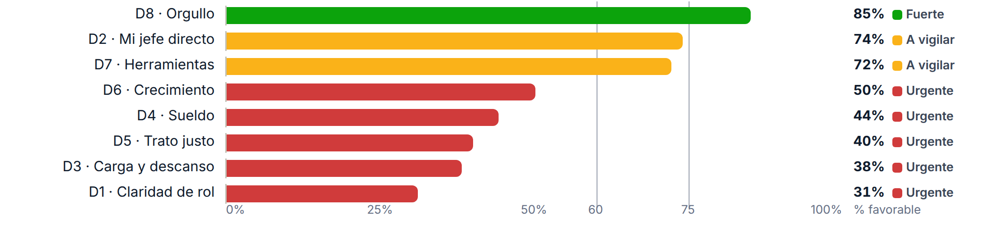 D8 · Orgullo 85% Fuerte
D2 · Mi jefe directo 74% A vigilar
D7 · Herramientas 72% A vigilar
D6 · Crecimiento 50% Urgente
D4 · Sueldo 44% Urgente
D5 · Trato justo 40% Urgente
D3 · Carga y descanso 38% Urgente
D1 · Claridad de rol 31% Urgente
0% 25% 50% 60 75 100% % favorable